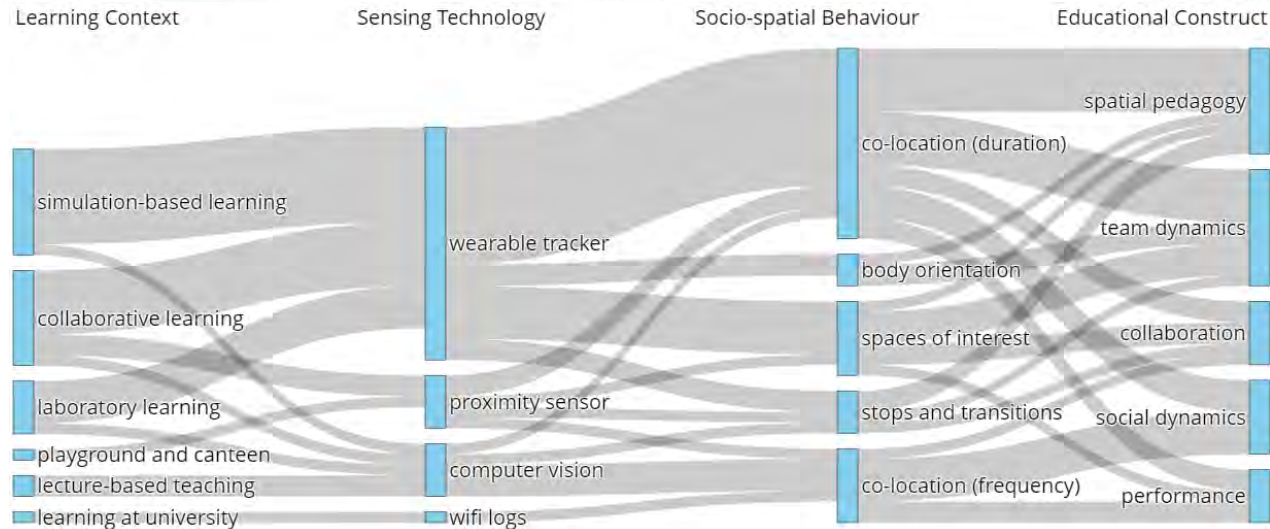 Learning Context
Sensing Technology
Socio-spatial Behaviour
Educational Construct
simulation-based learning
collaborative learning
laboratory learning
playground and canteen
lecture-based teaching
learning at university
wearable tracker
proximity sensor
computer vision
wifi logs
co-location (duration)
body orientation
spaces of interest
stops and transitions
co-location (frequency)
spatial pedagogy
team dynamics
collaboration
social dynamics
performance